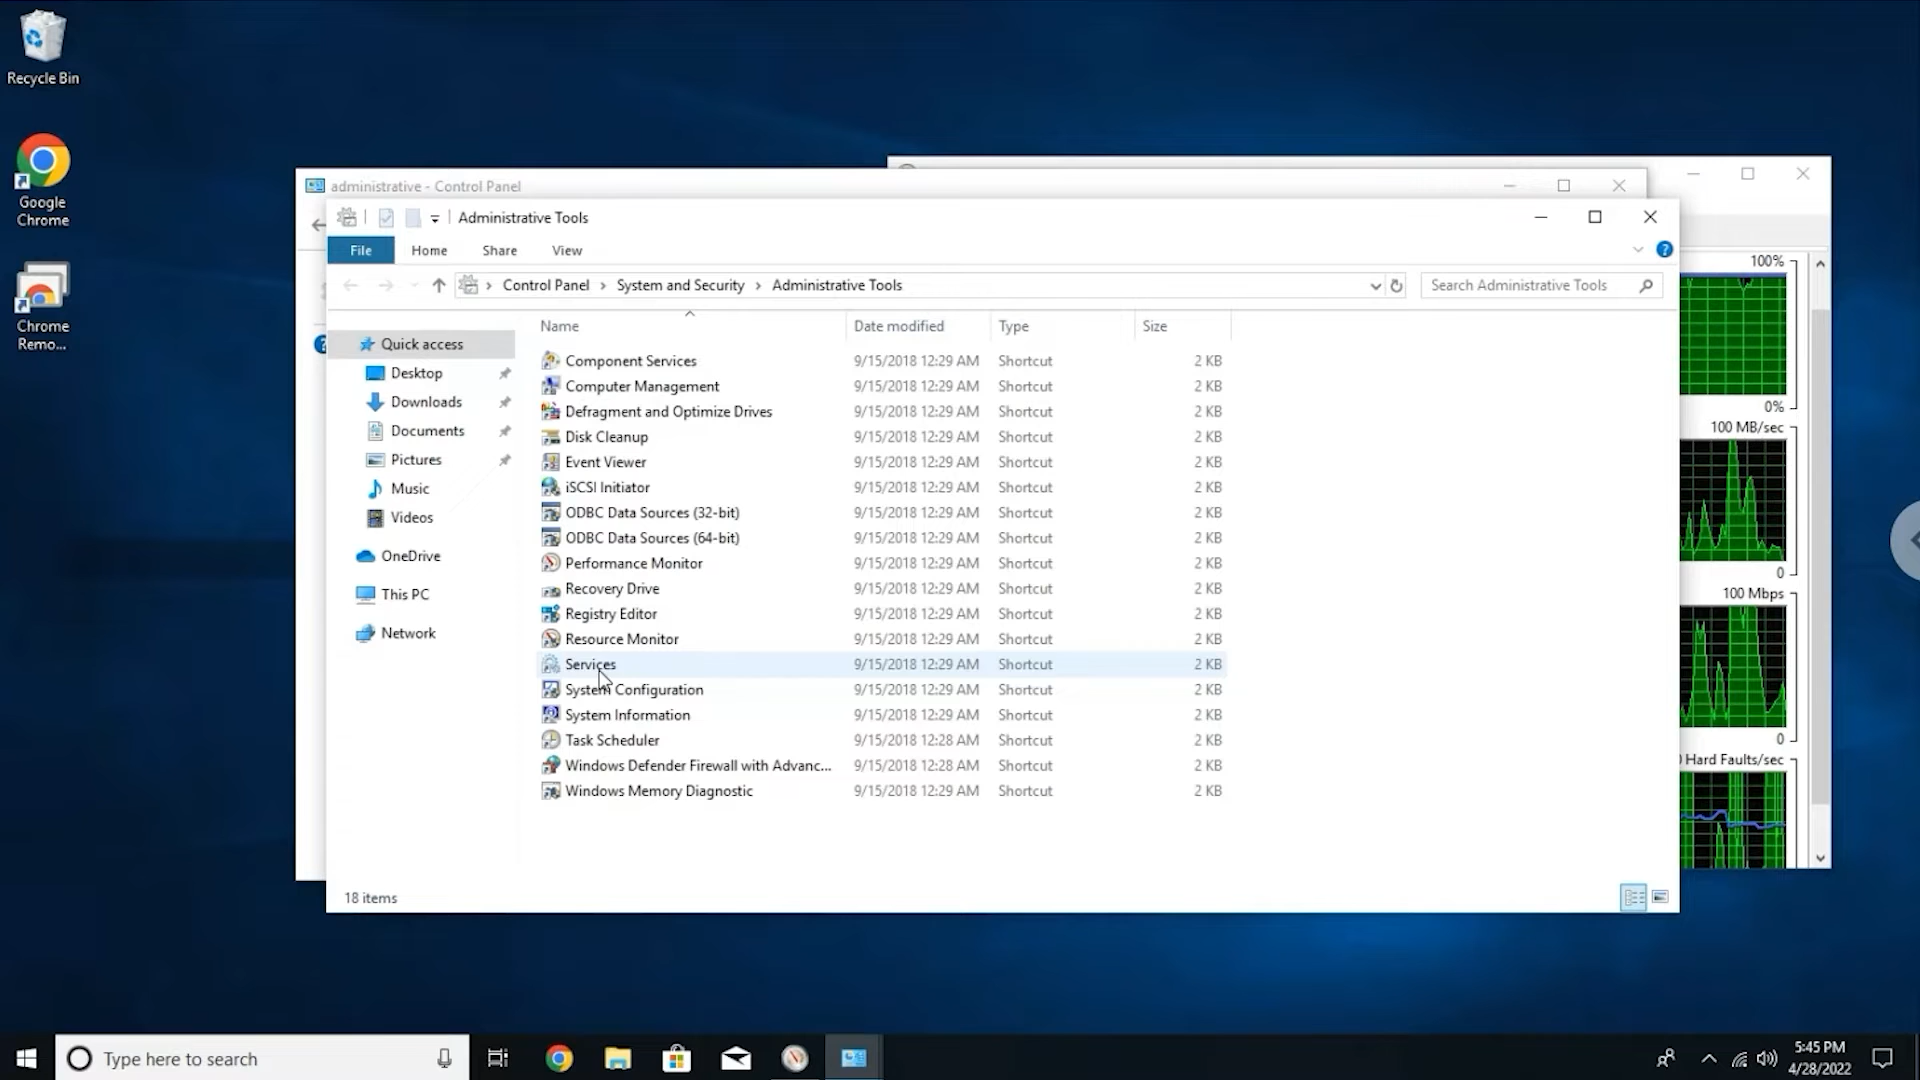 Recycle Bin
Google
Chrome
Chrome
Remo...
administrative - Control Panel
Administrative Tools
File Home Share View
Control Panel System and Security Administrative Tools
Search Administrative Tools
Name Date modified Type Size
Quick access
Desktop
Downloads
Documents
Pictures
Music
Videos
OneDrive
This PC
Network
Component Services 9/15/2018 12:29 AM Shortcut 2 KB
Computer Management 9/15/2018 12:29 AM Shortcut 2 KB
Defragment and Optimize Drives 9/15/2018 12:29 AM Shortcut 2 KB
Disk Cleanup 9/15/2018 12:29 AM Shortcut 2 KB
Event Viewer 9/15/2018 12:29 AM Shortcut 2 KB
iSCSI Initiator 9/15/2018 12:29 AM Shortcut 2 KB
ODBC Data Sources (32-bit) 9/15/2018 12:29 AM Shortcut 2 KB
ODBC Data Sources (64-bit) 9/15/2018 12:29 AM Shortcut 2 KB
Performance Monitor 9/15/2018 12:29 AM Shortcut 2 KB
Recovery Drive 9/15/2018 12:29 AM Shortcut 2 KB
Registry Editor 9/15/2018 12:29 AM Shortcut 2 KB
Resource Monitor 9/15/2018 12:29 AM Shortcut 2 KB
Services 9/15/2018 12:29 AM Shortcut 2 KB
System Configuration 9/15/2018 12:29 AM Shortcut 2 KB
System Information 9/15/2018 12:29 AM Shortcut 2 KB
Task Scheduler 9/15/2018 12:28 AM Shortcut 2 KB
Windows Defender Firewall with Advanc... 9/15/2018 12:28 AM Shortcut 2 KB
Windows Memory Diagnostic 9/15/2018 12:29 AM Shortcut 2 KB
18 items
100%
0%
100 MB/sec
0
100 Mbps
0
Hard Faults/sec
Type here to search
5:45 PM
4/28/2022